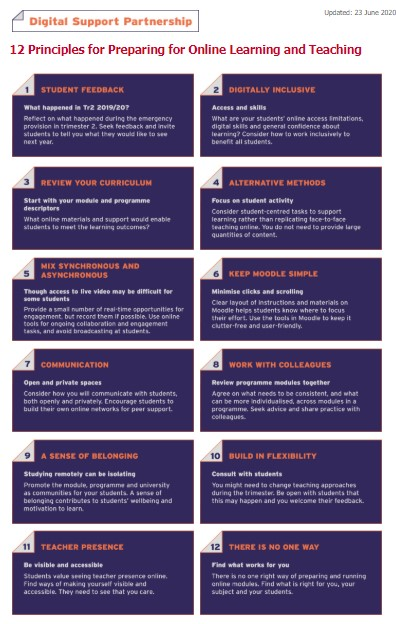 Digital Support Partnership
Updated: 23 June 2020
12 Principles for Preparing for Online Learning and Teaching
1 STUDENT FEEDBACK
What happened in Tr2 2019/20?
Reflect on what happened during the emergency
provision in trimester 2. Seek feedback and invite
students to tell you what they would like to see
next year.
2 DIGITALLY INCLUSIVE
Access and skills
What are your students' online access limitations,
digital skills and general confidence about
learning? Consider how to work inclusively to
benefit all students.
3 REVIEW YOUR CURRICULUM
Start with your module and programme
descriptors
What online materials and support would enable
students to meet the learning outcomes?
4 ALTERNATIVE METHODS
Focus on student activity
Consider student-centred tasks to support
learning rather than replicating face-to-face
teaching online. You do not need to provide large
quantities of content.
5 MIX SYNCHRONOUS AND
ASYNCHRONOUS
Though access to live video may be difficult for
some students
Provide a small number of real-time opportunities for
engagement, but record them if possible. Use online
tools for ongoing collaboration and engagement
tasks, and avoid broadcasting at students.
6 KEEP MOODLE SIMPLE
Minimise clicks and scrolling
Clear layout of instructions and materials on
Moodle helps students know where to focus
their effort. Use the tools in Moodle to keep it
clutter-free and user-friendly.
7 COMMUNICATION
Open and private spaces
Consider how you will communicate with students,
both openly and privately. Encourage students to
build their own online networks for peer support.
8 WORK WITH COLLEAGUES
Review programme modules together
Agree on what needs to be consistent, and what
can be more individualised, across modules in a
programme. Seek advice and share practice with
colleagues.
9 A SENSE OF BELONGING
Studying remotely can be isolating
Promote the module, programme and university
as communities for your students. A sense of
belonging contributes to students' wellbeing and
motivation to learn.
10 BUILD IN FLEXIBILITY
Consult with students
You might need to change teaching approaches
during the trimester. Be open with students that
this may happen and you welcome their feedback.
11 TEACHER PRESENCE
Be visible and accessible
Students value seeing teacher presence online.
Find ways of making yourself visible and
accessible. They need to see that you care.
12 THERE IS NO ONE WAY
Find what works for you
There is no one right way of preparing and running
online modules. Find what is right for you, your
subject and your students.